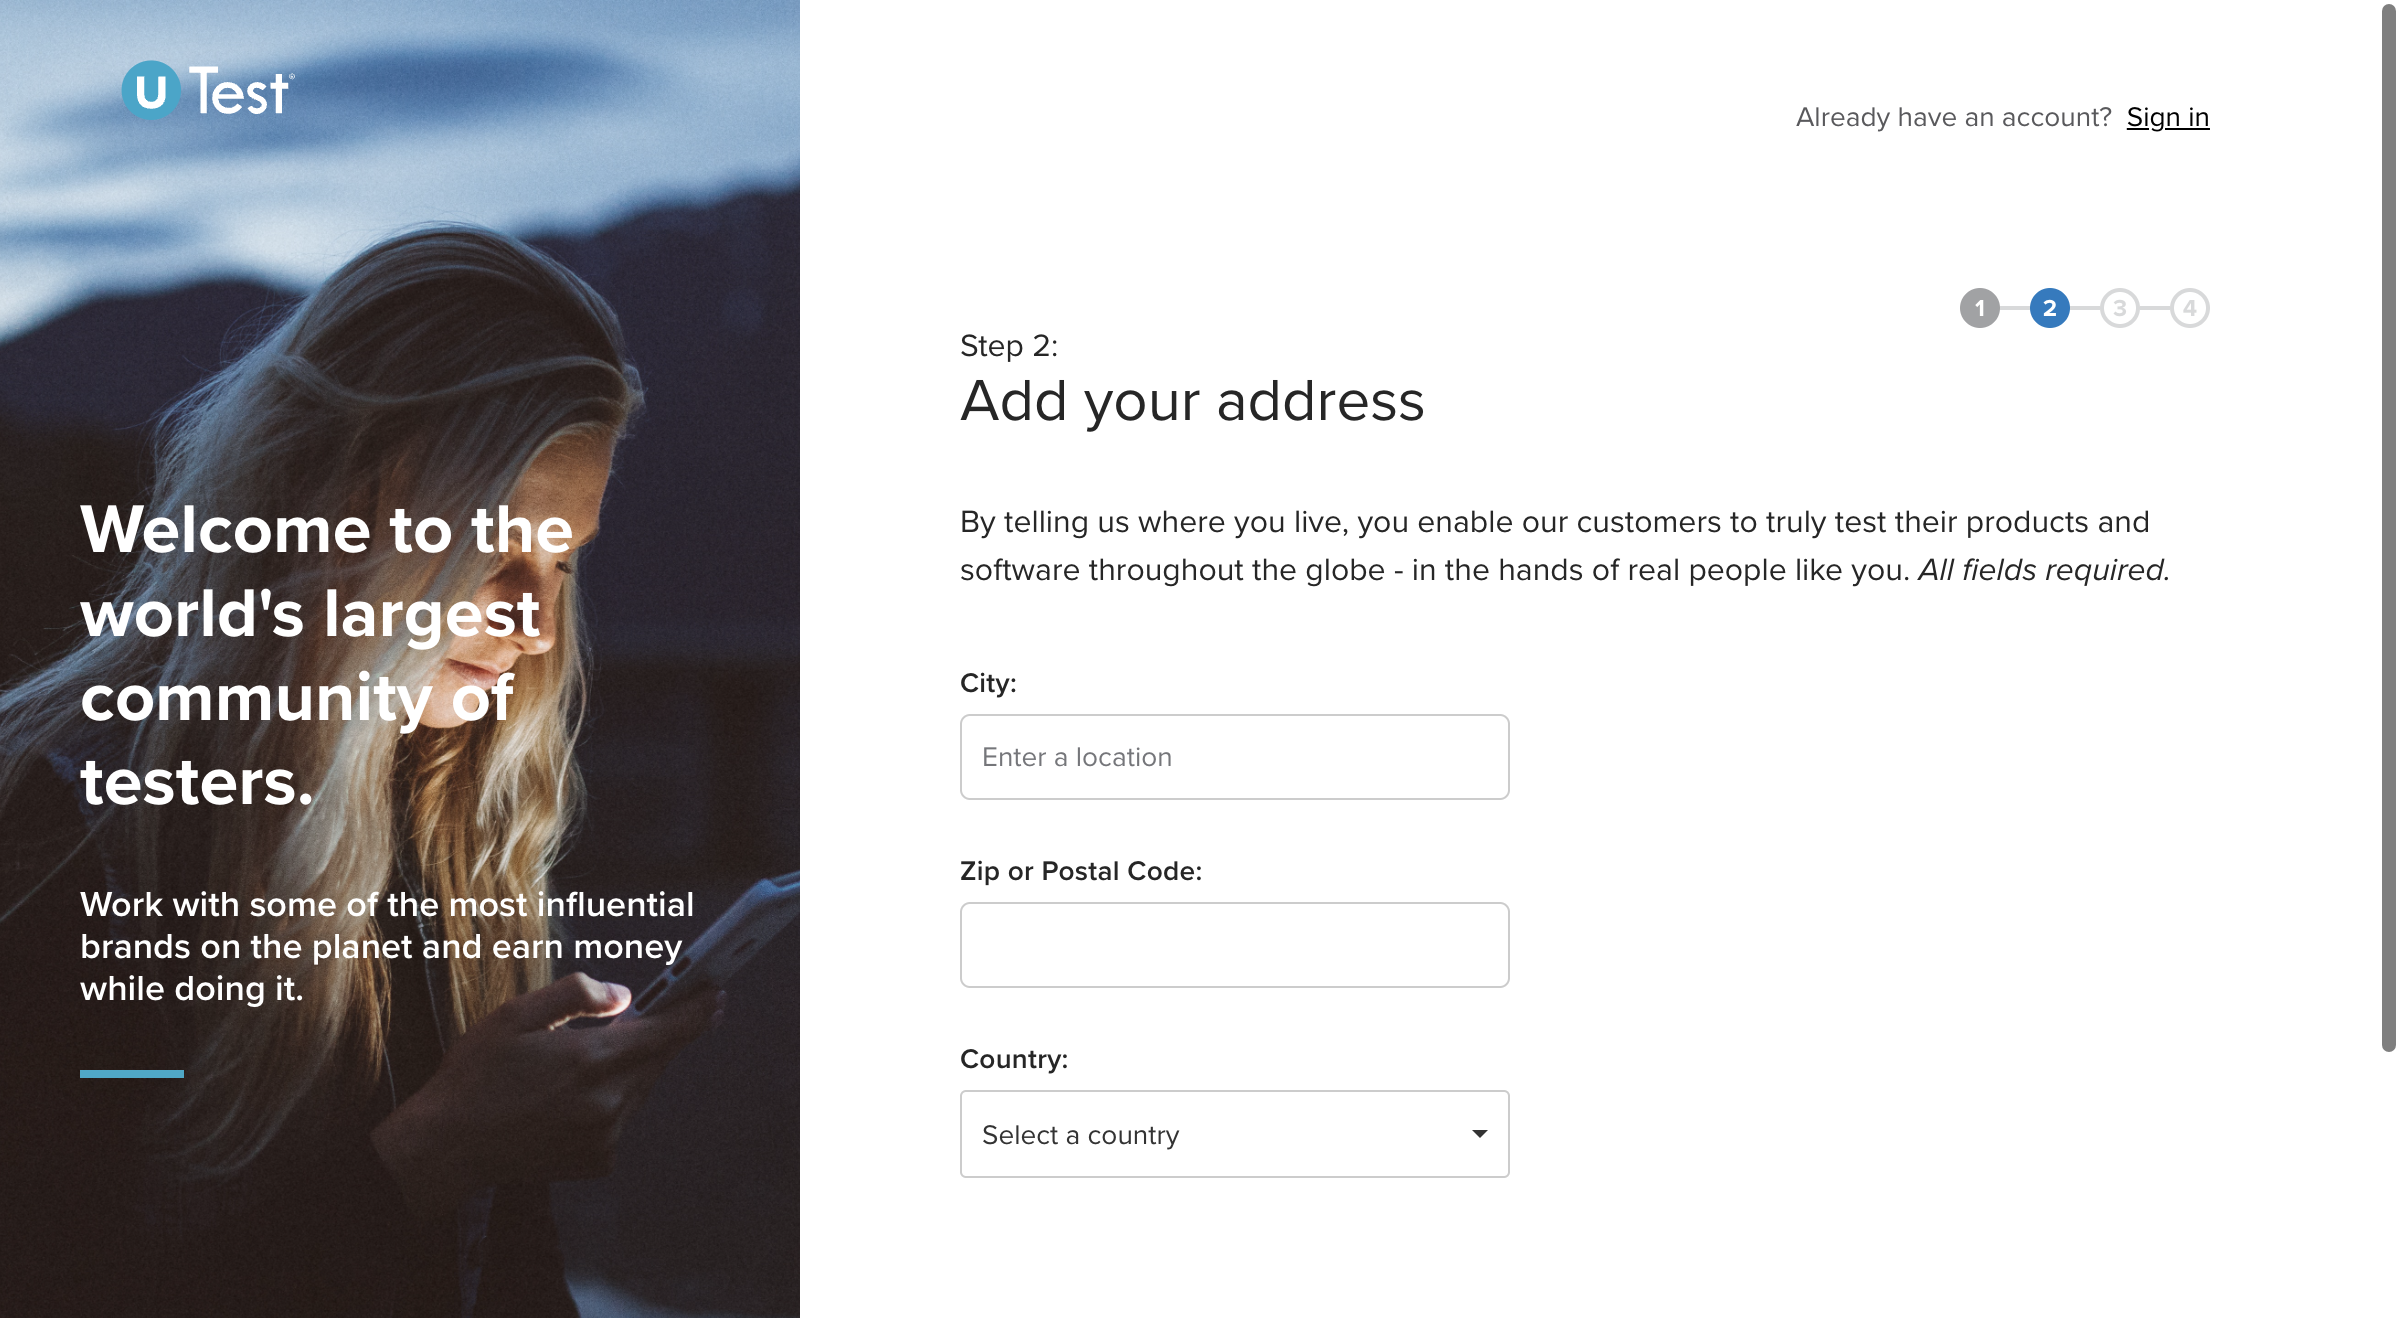 U Test®
Welcome to the
world's largest
community of
testers.
Work with some of the most influential
brands on the planet and earn money
while doing it.
Already have an account? Sign in
1 2 3 4
Step 2:
Add your address
By telling us where you live, you enable our customers to truly test their products and
software throughout the globe - in the hands of real people like you. All fields required.
City:
Enter a location
Zip or Postal Code:
Country:
Select a country